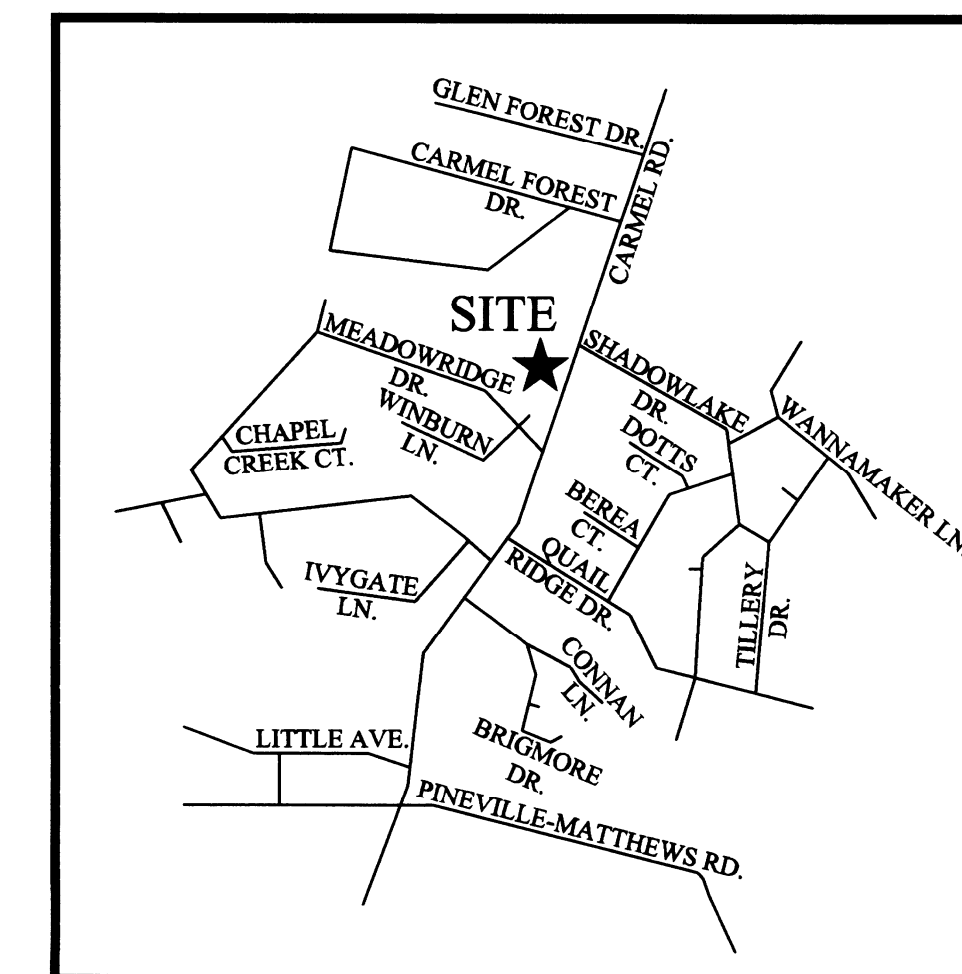 GLEN FOREST DR.
CARMEL RD.
CARMEL FOREST
DR.
SITE
MEADOWRIDGE
DR.
SHADOWLAKE
DR.
WINBURN
LN.
WANNAMAKER LN.
DOTTS
CT.
CHAPEL
CREEK CT.
BEREA
CT.
QUAIL
RIDGE DR.
IVYGATE
LN.
TILLERY
DR.
CONNAN
LN.
LITTLE AVE.
BRIGMORE
DR.
PINEVILLE-MATTHEWS RD.